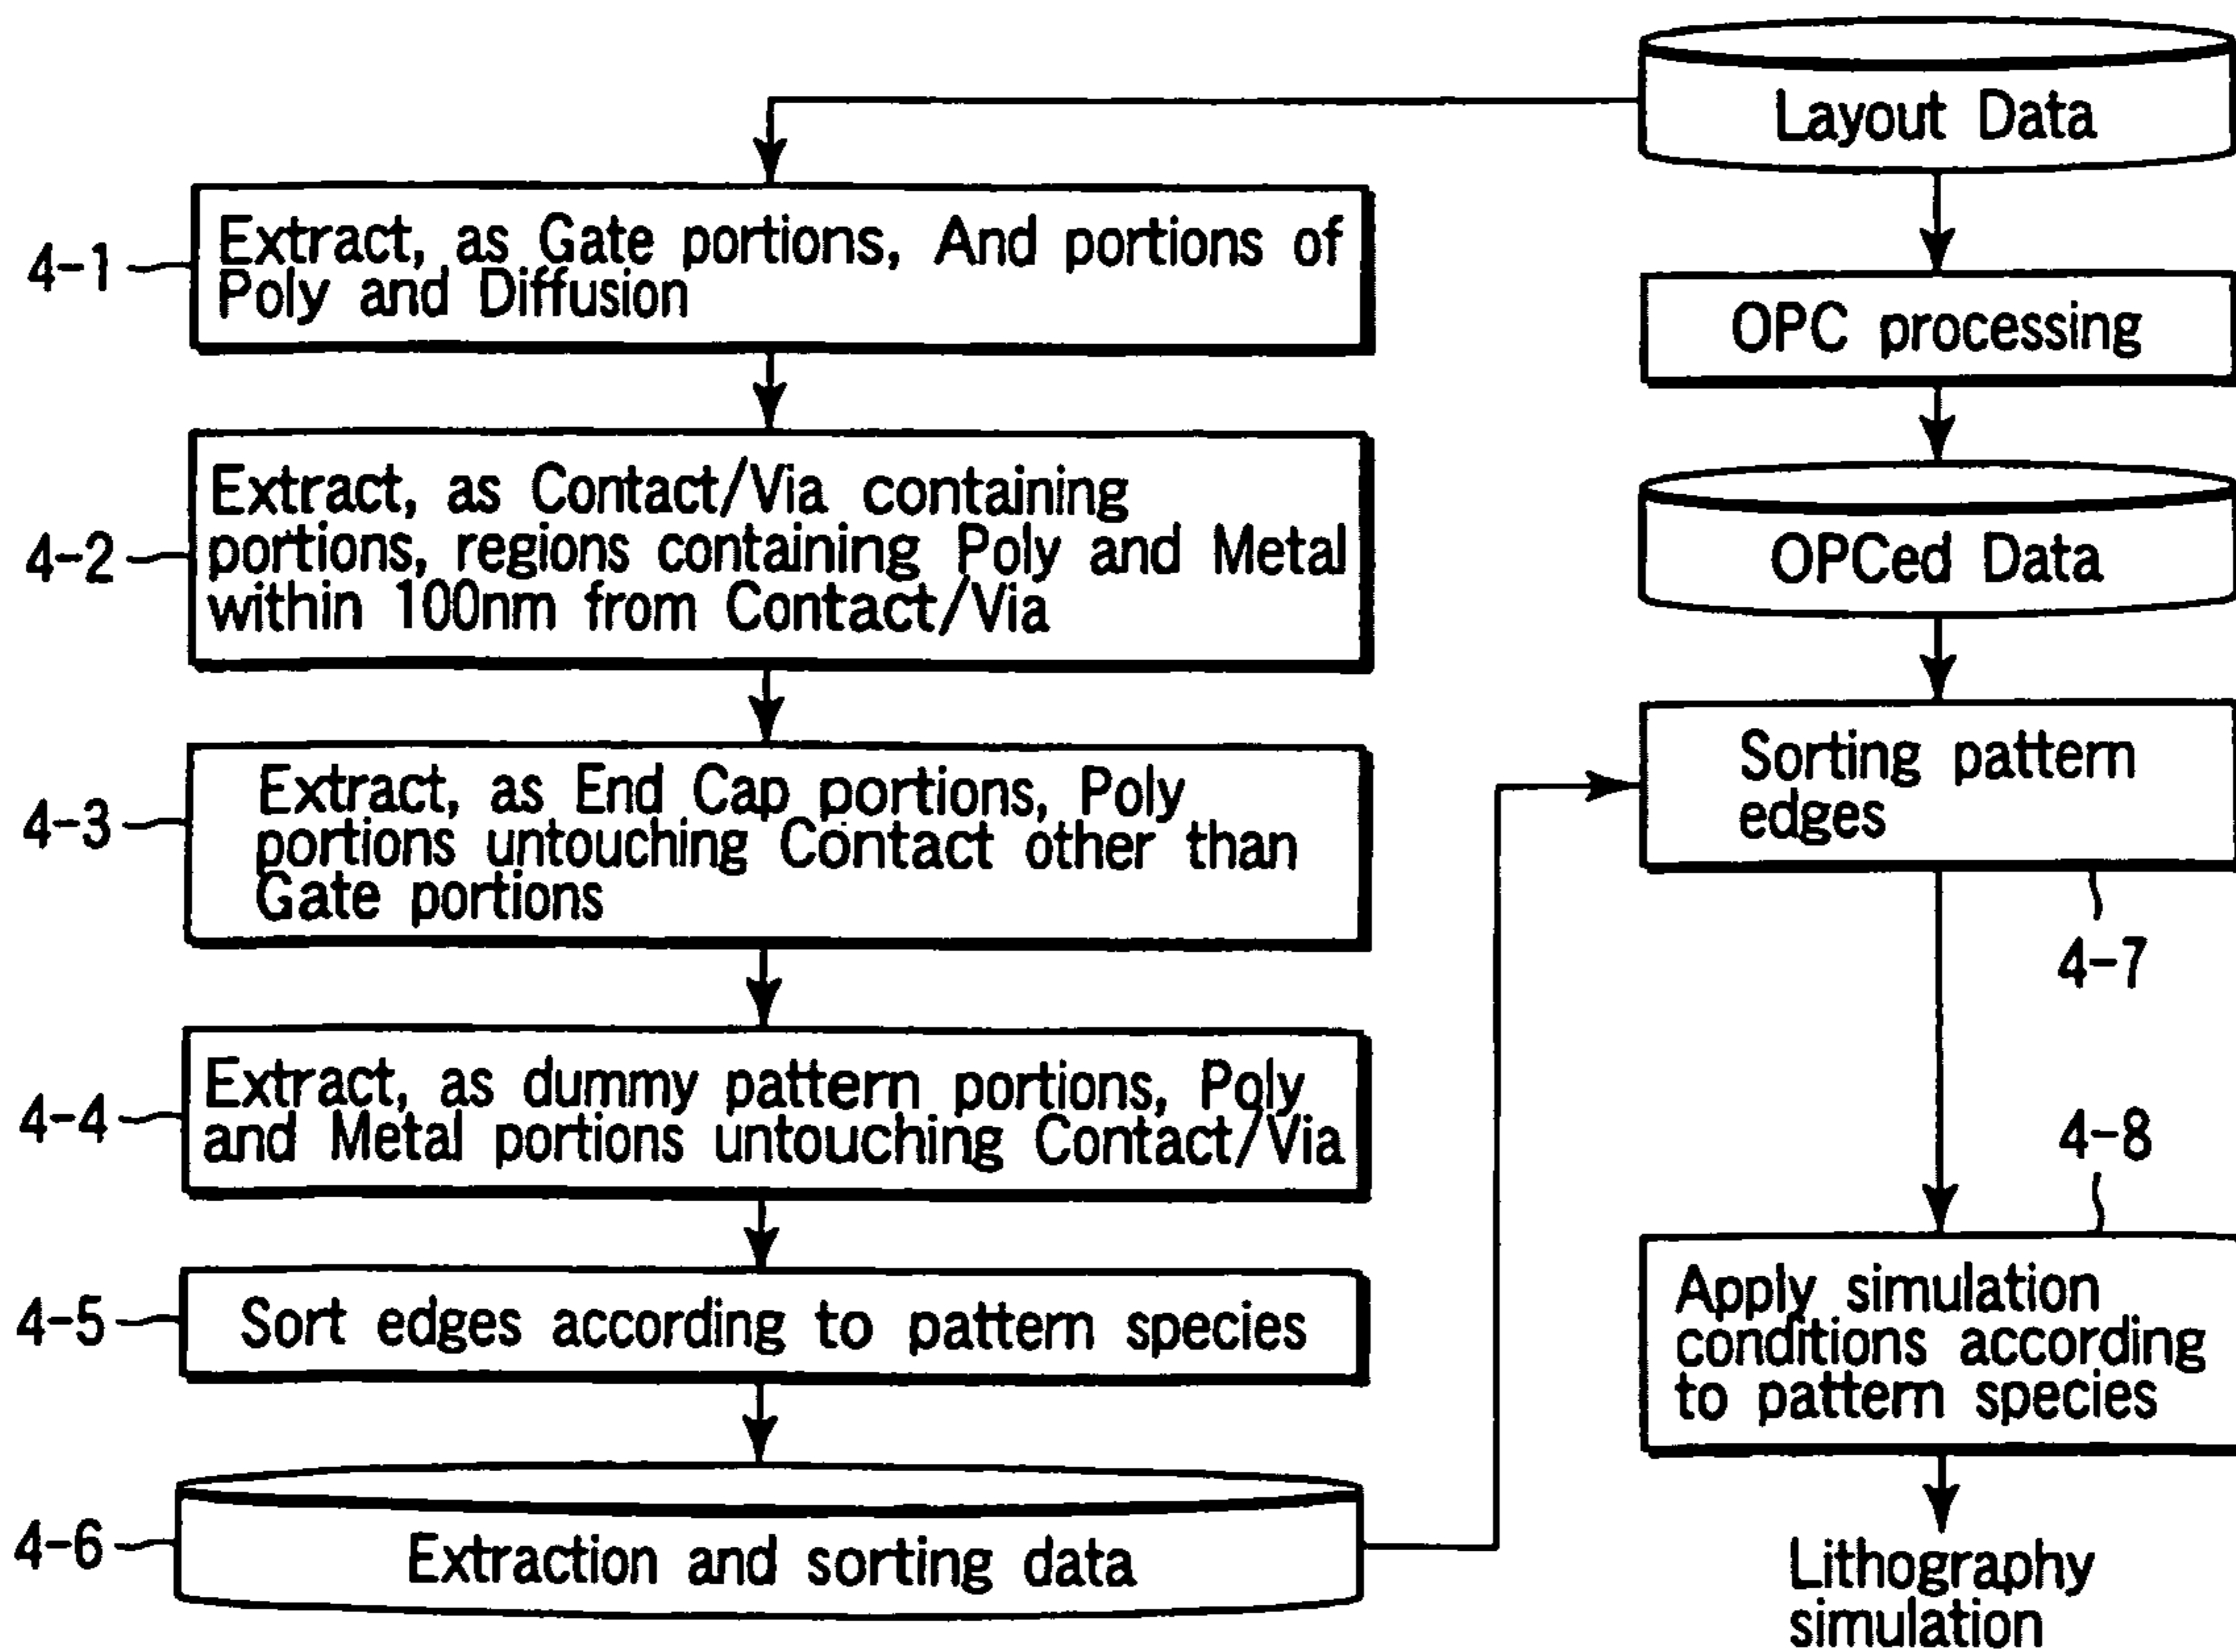 Layout Data
4-1
Extract, as Gate portions, And portions of
Poly and Diffusion
OPC processing
4-2
Extract, as Contact/Via containing
portions, regions containing Poly and Metal
within 100nm from Contact/Via
OPCed Data
4-3
Extract, as End Cap portions, Poly
portions untouching Contact other than
Gate portions
Sorting pattern
edges
4-7
4-4
Extract, as dummy pattern portions, Poly
and Metal portions untouching Contact/Via
4-8
4-5
Sort edges according to pattern species
Apply simulation
conditions according
to pattern species
4-6
Extraction and sorting data
Lithography
simulation